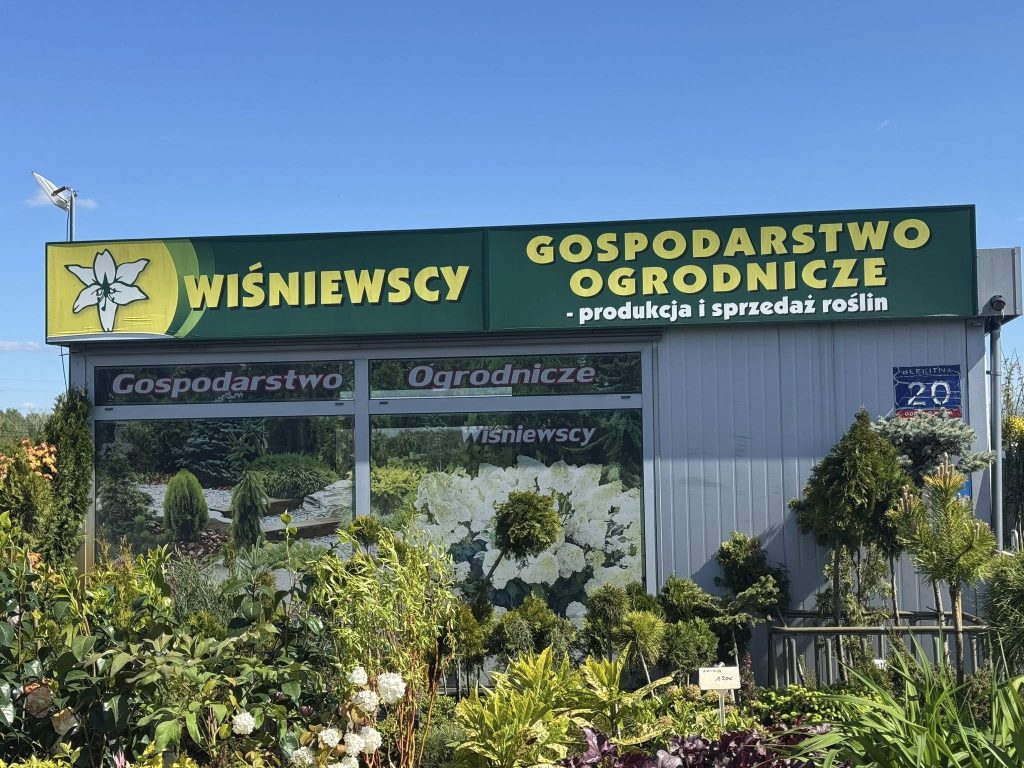 WIŚNIEWSCY
GOSPODARSTWO
OGRODNICZE
- produkcja i sprzedaż roślin
Gospodarstwo Ogrodnicze
Wiśniewscy
BŁĘKITNA
20